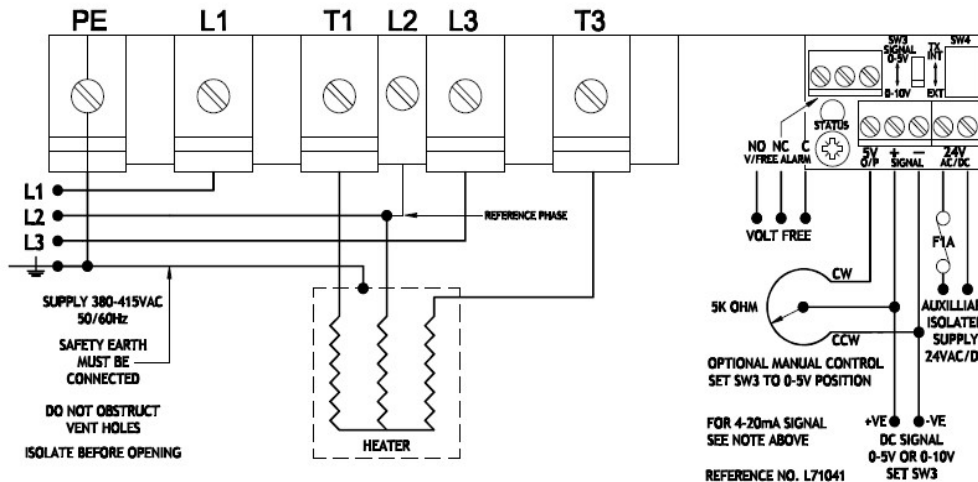 PE L1 T1 L2 L3 T3
SW3
SIGNAL
0-5V
0-10V
TX
INT
EXT
SW4
STATUS
NO NC C
V/FREE ALARM
5V
O/P
+ −
SIGNAL
24V
AC/DC
L1
L2
L3
REFERENCE PHASE
VOLT FREE
F1A
SUPPLY 380-415VAC
50/60Hz
SAFETY EARTH
MUST BE
CONNECTED
DO NOT OBSTRUCT
VENT HOLES
ISOLATE BEFORE OPENING
HEATER
CW
5K OHM
CCW
AUXILLIA
ISOLATE
SUPPLY
24VAC/D
OPTIONAL MANUAL CONTROL
SET SW3 TO 0-5V POSITION
FOR 4-20mA SIGNAL
SEE NOTE ABOVE
+VE -VE
DC SIGNAL
0-5V OR 0-10V
SET SW3
REFERENCE NO. L71041